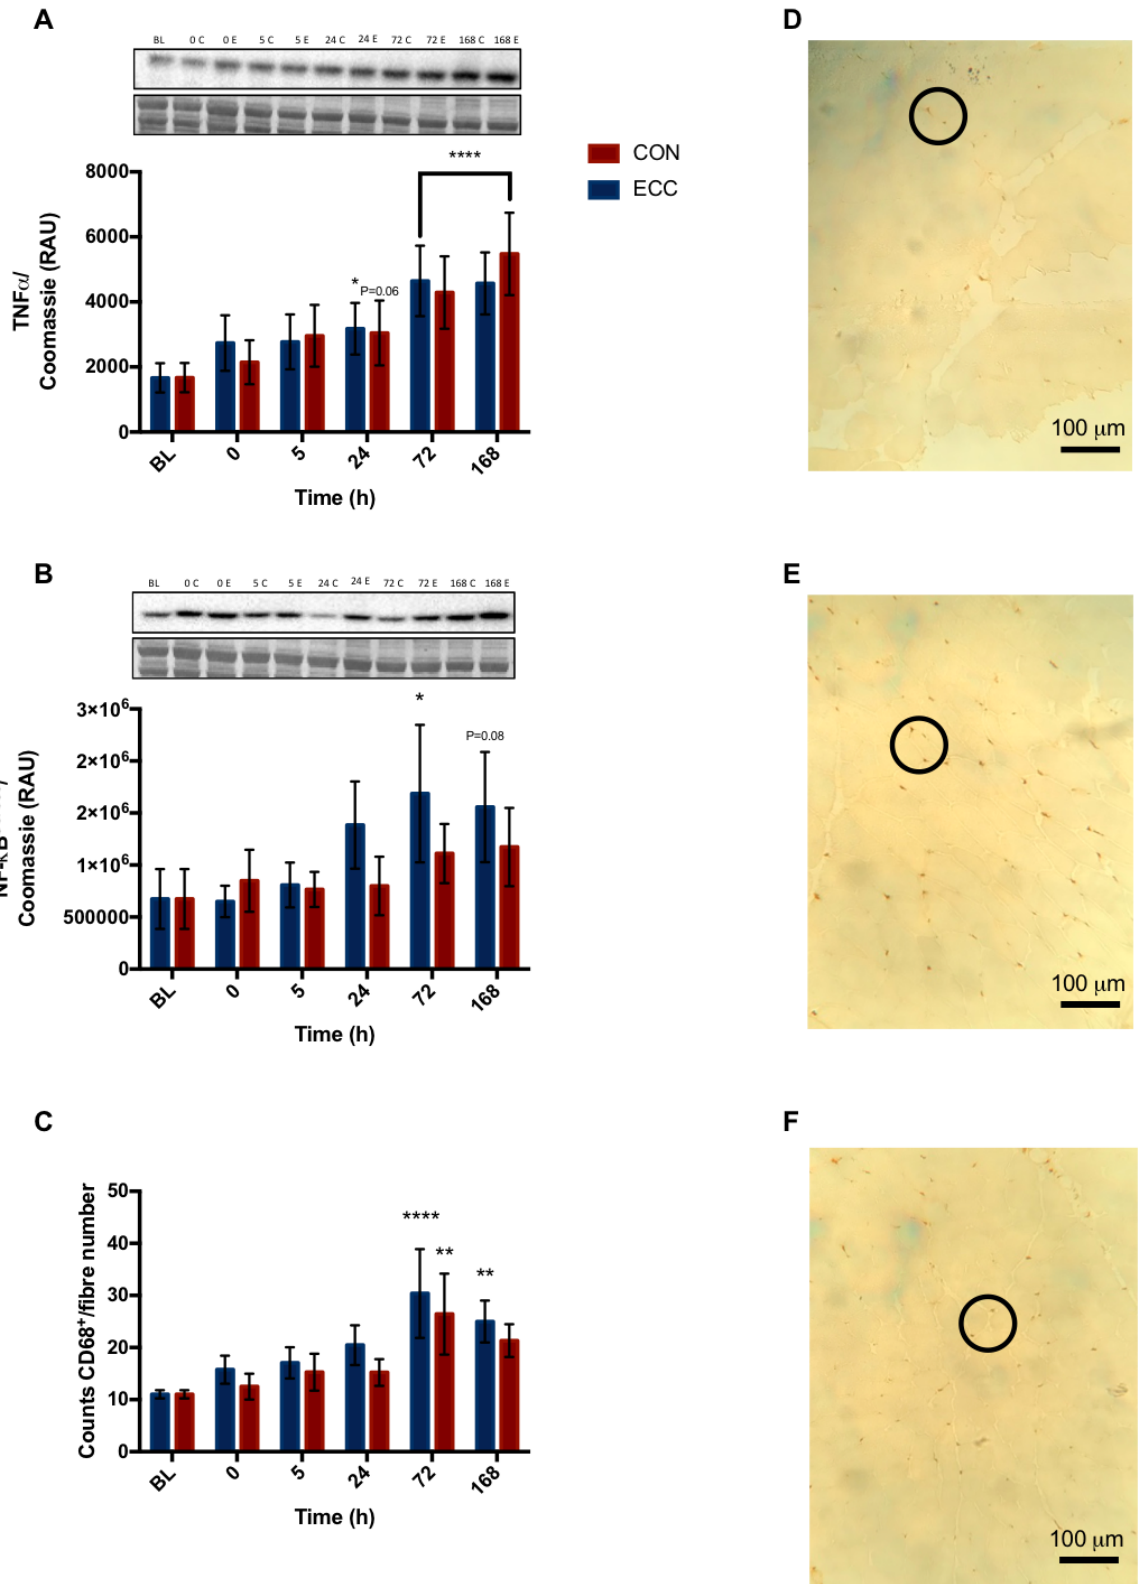 A
BL 0 C 0 E 5 C 5 E 24 C 24 E 72 C 72 E 168 C 168 E
CON
ECC
TNFα/
Coomassie (RAU)
8000
6000
4000
2000
0
****
*
P=0.06
BL 0 5 24 72 168
Time (h)
B
BL 0 C 0 E 5 C 5 E 24 C 24 E 72 C 72 E 168 C 168 E
Coomassie (RAU)
3×10⁶
2×10⁶
2×10⁶
1×10⁶
500000
0
*
P=0.08
BL 0 5 24 72 168
Time (h)
C
Counts CD68⁺/fibre number
50
40
30
20
10
0
****
**
**
BL 0 5 24 72 168
Time (h)
D
100 µm
E
100 µm
F
100 µm